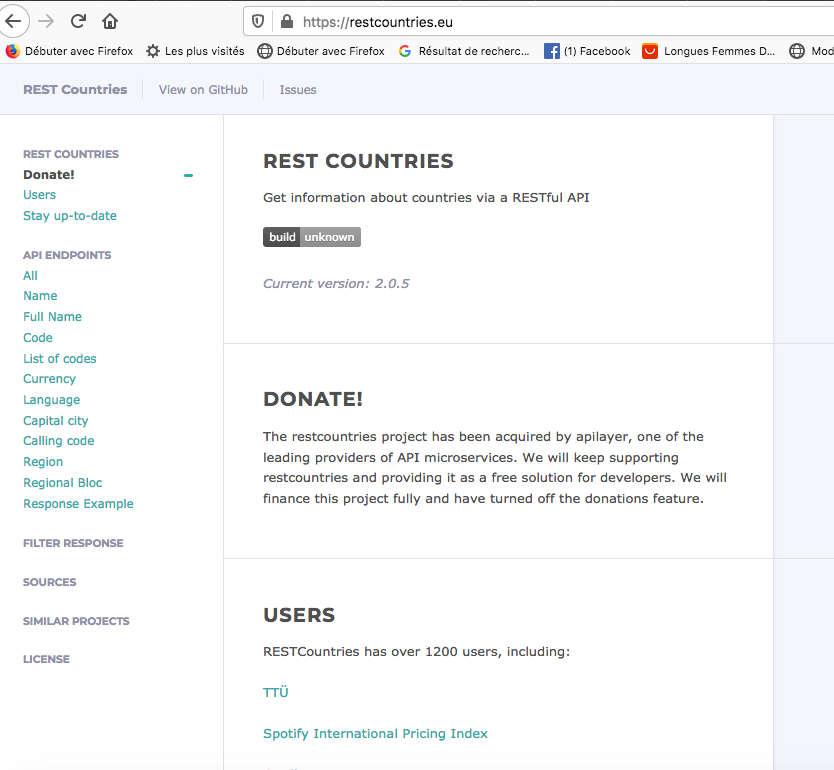 https://restcountries.eu
Débuter avec Firefox Les plus visités Débuter avec Firefox Résultat de recherc... (1) Facebook Longues Femmes D... Mod
REST Countries View on GitHub Issues
REST COUNTRIES
Donate!
Users
Stay up-to-date
API ENDPOINTS
All
Name
Full Name
Code
List of codes
Currency
Language
Capital city
Calling code
Region
Regional Bloc
Response Example
FILTER RESPONSE
SOURCES
SIMILAR PROJECTS
LICENSE
REST COUNTRIES
Get information about countries via a RESTful API
build unknown
Current version: 2.0.5
DONATE!
The restcountries project has been acquired by apilayer, one of the
leading providers of API microservices. We will keep supporting
restcountries and providing it as a free solution for developers. We will
finance this project fully and have turned off the donations feature.
USERS
RESTCountries has over 1200 users, including:
TTÜ
Spotify International Pricing Index